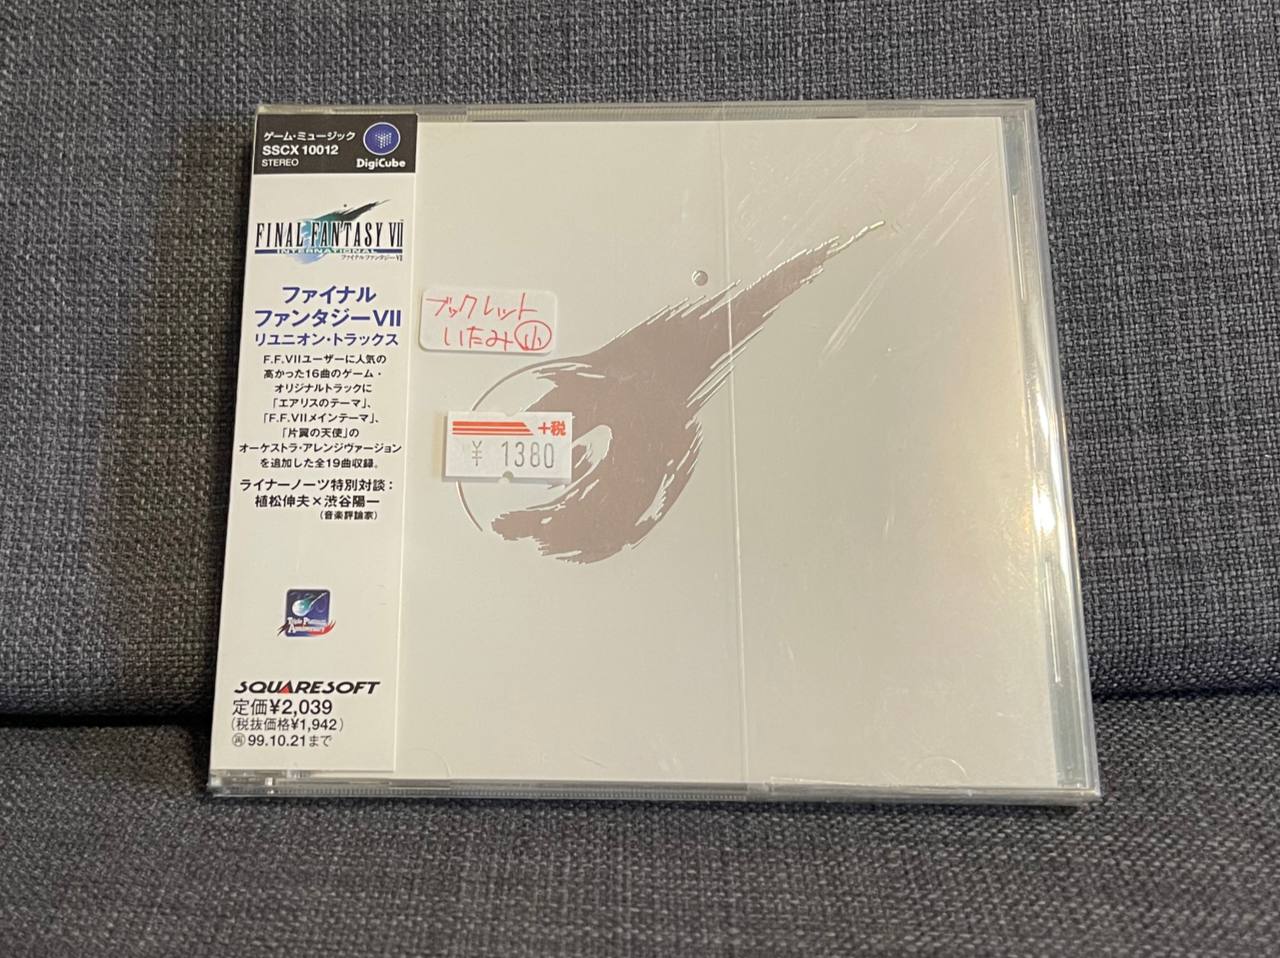 ゲーム・ミュージック
SSCX 10012
STEREO
DigiCube
FINAL FANTASY VII
INTERNATIONAL
ファイナルファンタジーVII
ファイナル
ファンタジーVII
リユニオン・トラックス
F.F.VIIユーザーに人気の
高かった16曲のゲーム・
オリジナルトラックに
「エアリスのテーマ」、
「F.F.VIIメインテーマ」、
「片翼の天使」の
オーケストラ・アレンジヴァージョン
を追加した全19曲収録。
ライナーノーツ特別対談:
植松伸夫×渋谷陽一
(音楽評論家)
Triple Platinum
Anniversary
SQUARESOFT
定価¥2,039
(税抜価格¥1,942)
再99.10.21まで
ブックレット
いたみ小
+税
¥ 1380